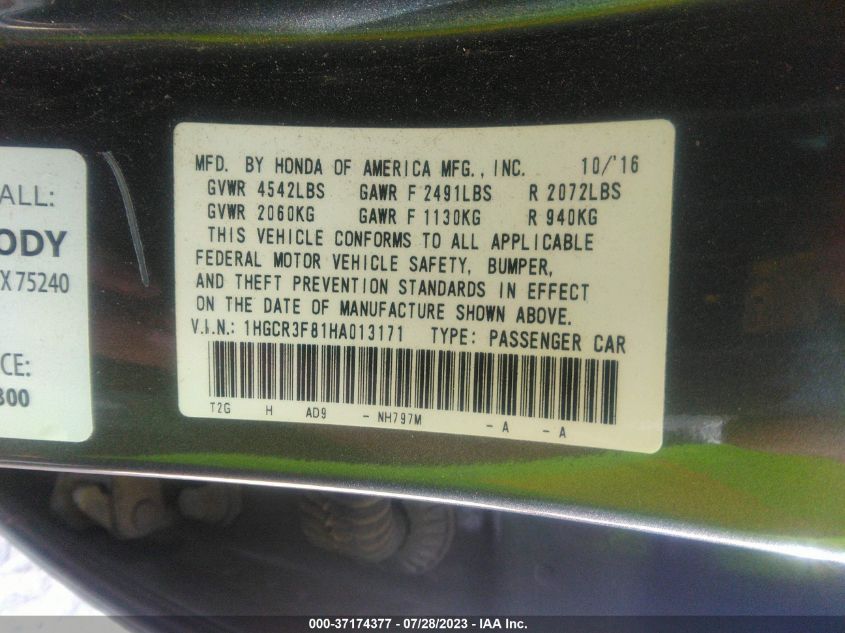 MFD. BY HONDA OF AMERICA MFG., INC. 10/'16
GVWR 4542LBS GAWR F 2491LBS R 2072LBS
GVWR 2060KG GAWR F 1130KG R 940KG
THIS VEHICLE CONFORMS TO ALL APPLICABLE
FEDERAL MOTOR VEHICLE SAFETY, BUMPER,
AND THEFT PREVENTION STANDARDS IN EFFECT
ON THE DATE OF MANUFACTURE SHOWN ABOVE.
V.I.N.: 1HGCR3F81HA013171 TYPE: PASSENGER CAR
T2G H AD9 - NH797M - A - A
ALL:
ODY
X 75240
CE:
300
000-37174377 - 07/28/2023 - IAA Inc.